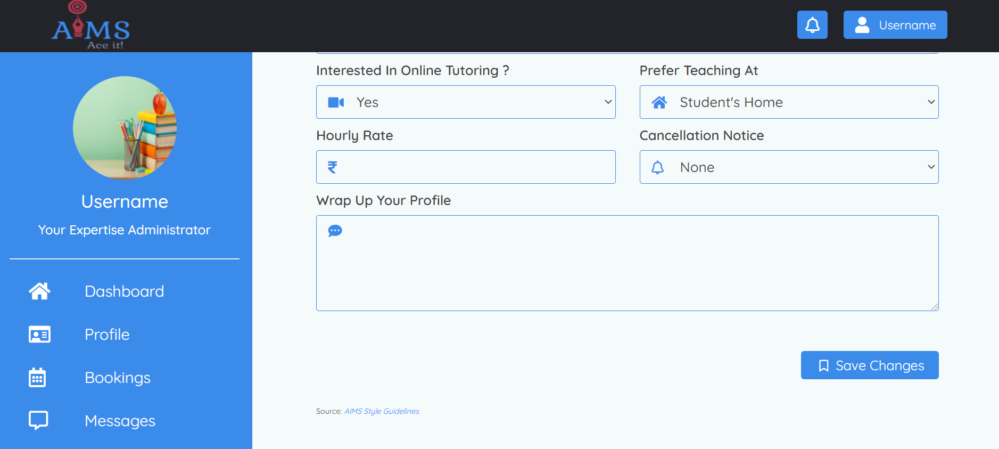 AIMS
Ace it!
Username
Username
Your Expertise Administrator
Dashboard
Profile
Bookings
Messages
Interested In Online Tutoring ?
Prefer Teaching At
Yes
Student's Home
Hourly Rate
Cancellation Notice
₹
None
Wrap Up Your Profile
Save Changes
Source: AIMS Style Guidelines